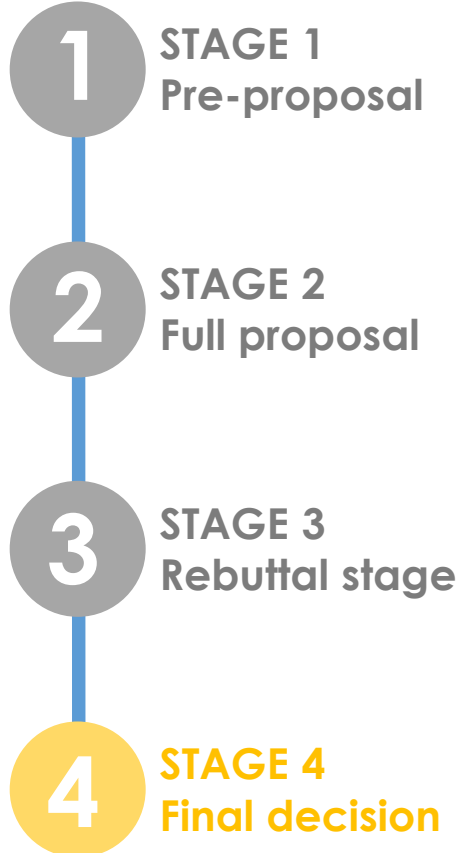 1
STAGE 1
Pre-proposal
2
STAGE 2
Full proposal
3
STAGE 3
Rebuttal stage
4
STAGE 4
Final decision